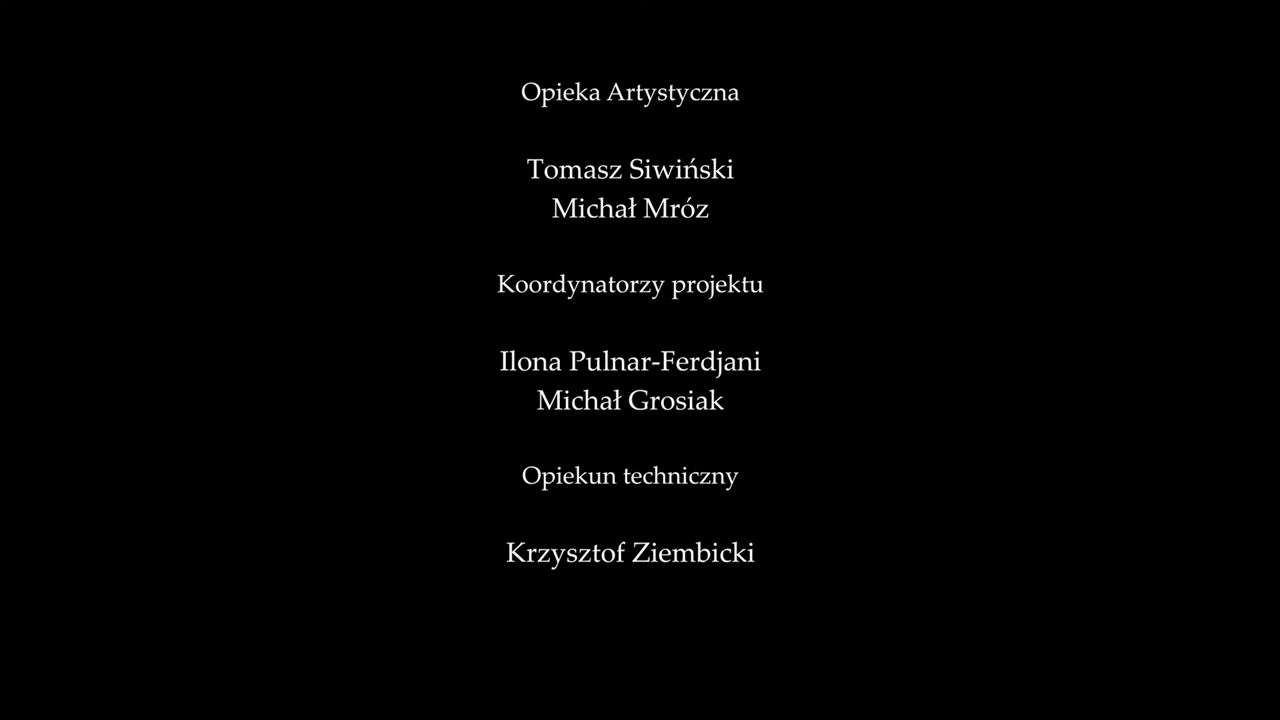 Opieka Artystyczna
Tomasz Siwiński
Michał Mróz
Koordynatorzy projektu
Ilona Pulnar-Ferdjani
Michał Grosiak
Opiekun techniczny
Krzysztof Ziembicki